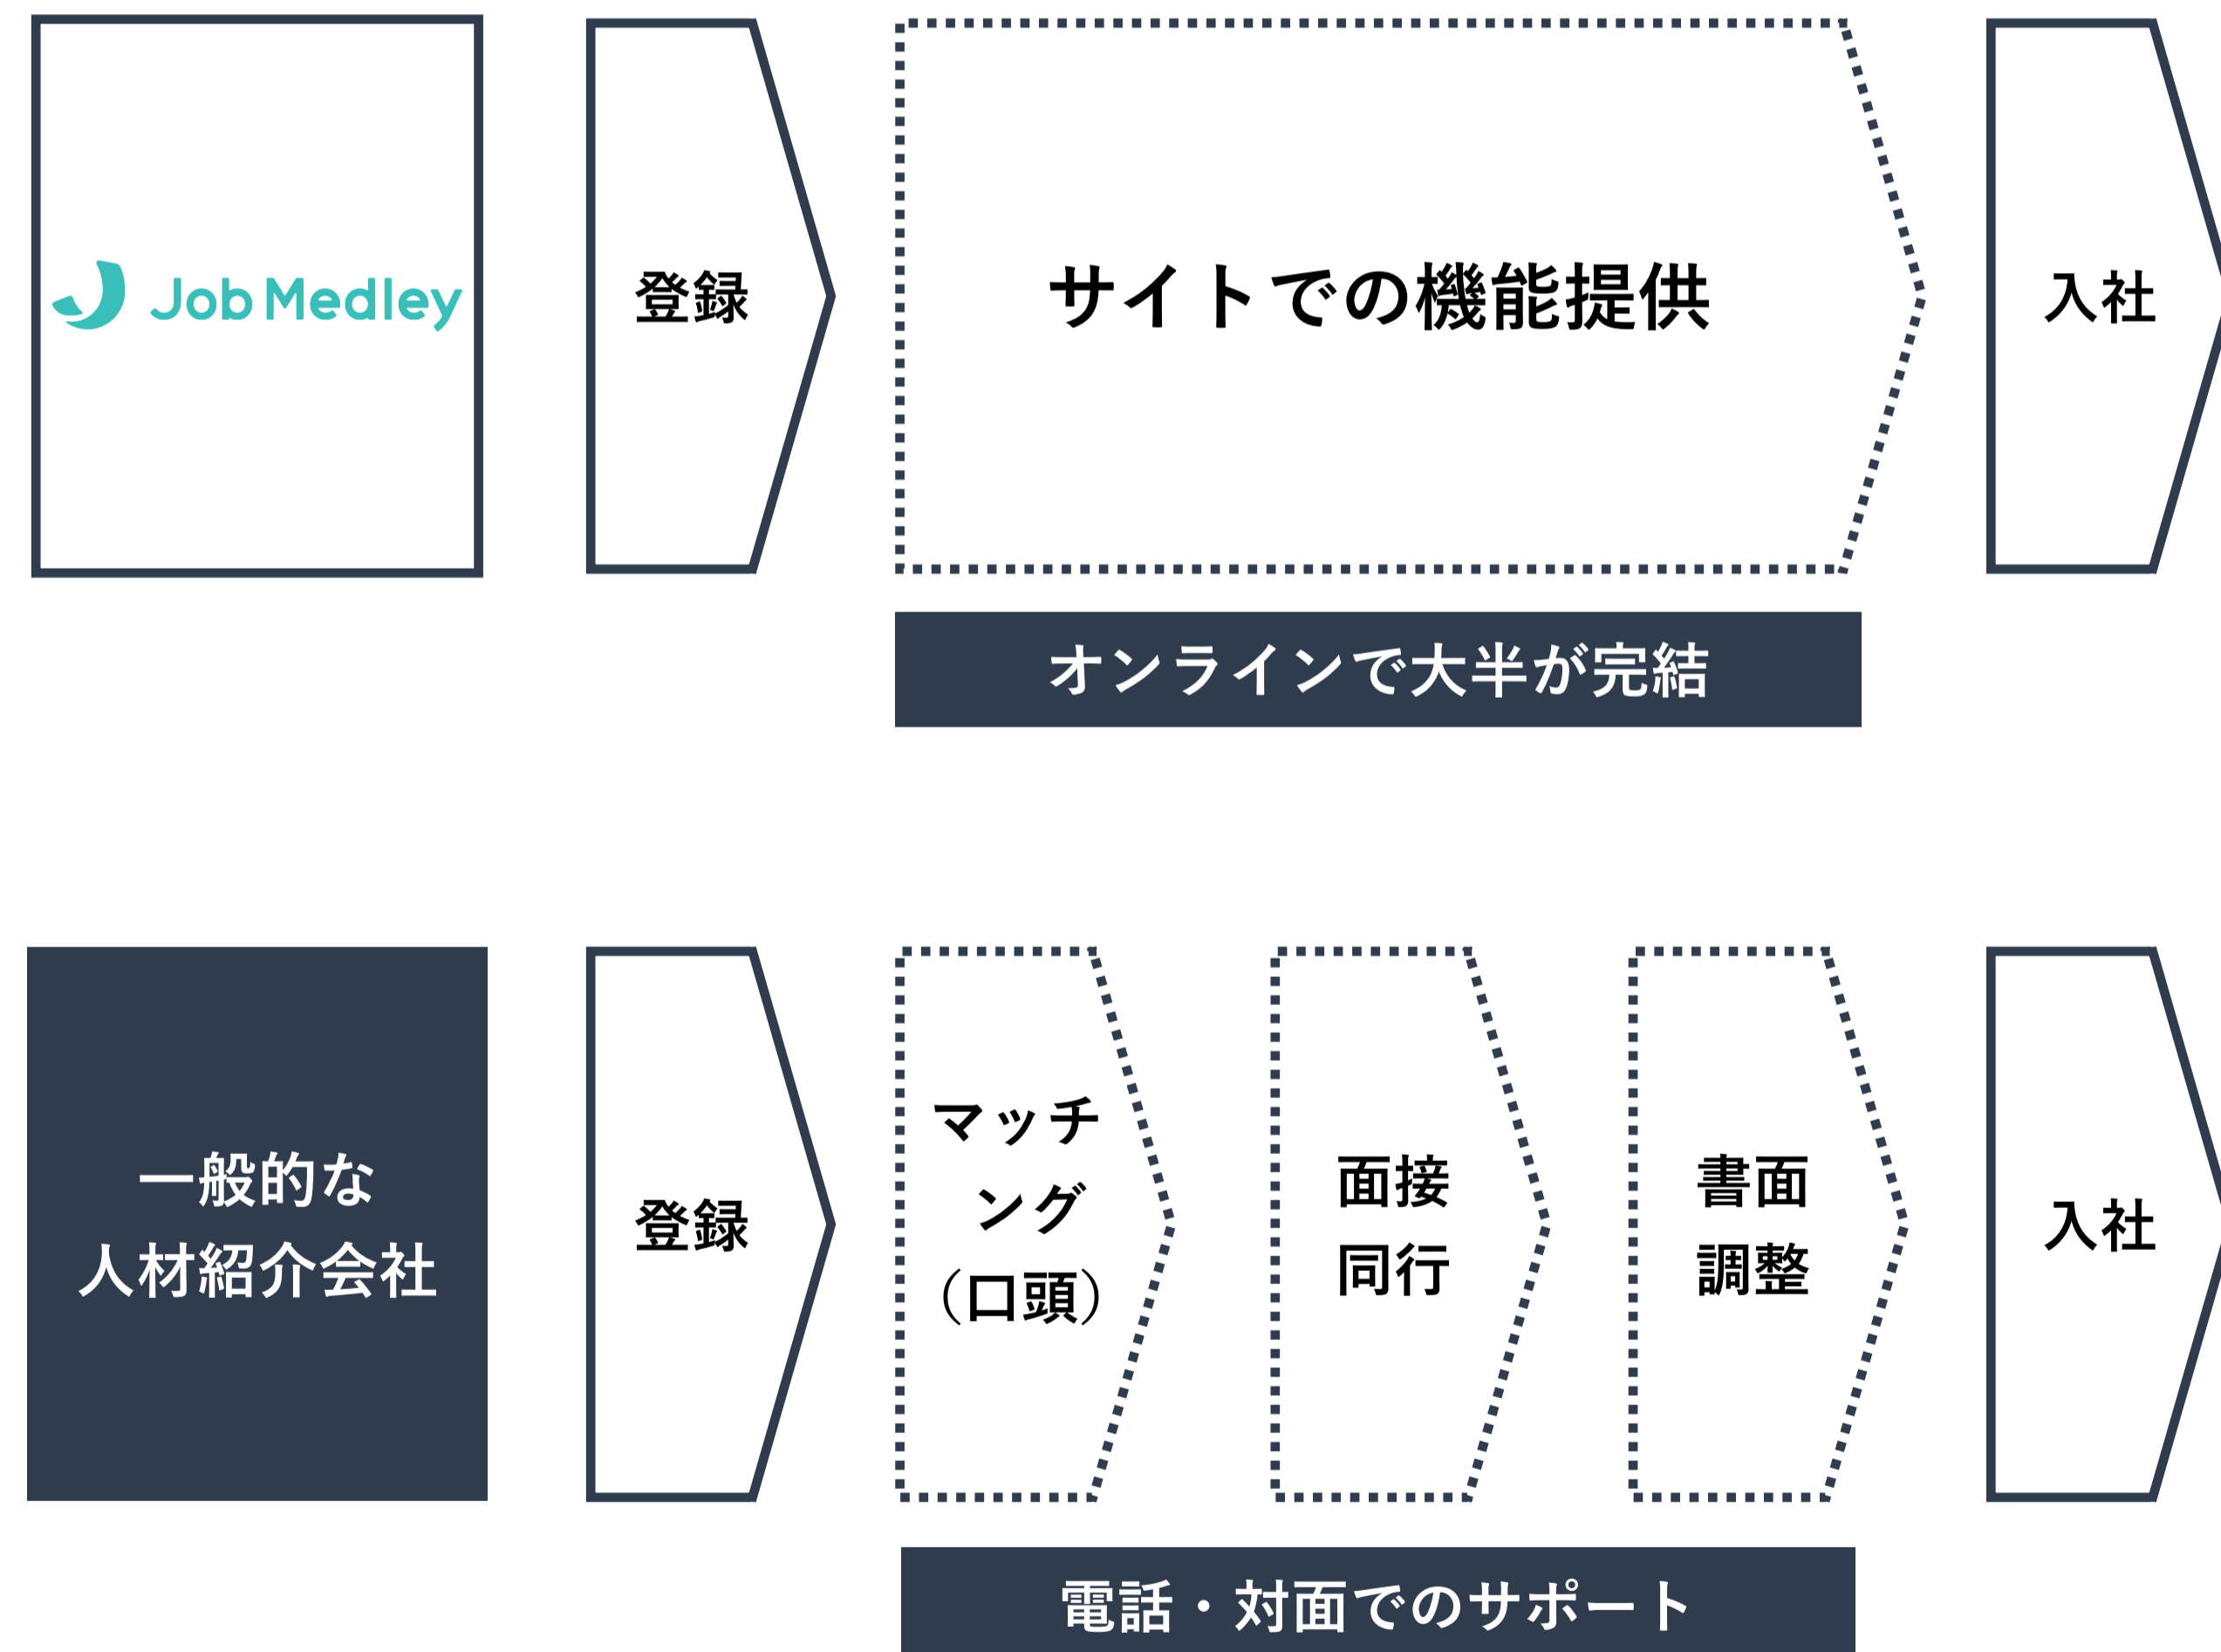 Job Medley
登録
サイトでの機能提供
入社
オンラインで大半が完結
一般的な
人材紹介会社
登録
マッチ
ング
(口頭)
面接
同行
書面
調整
入社
電話・対面でのサポート